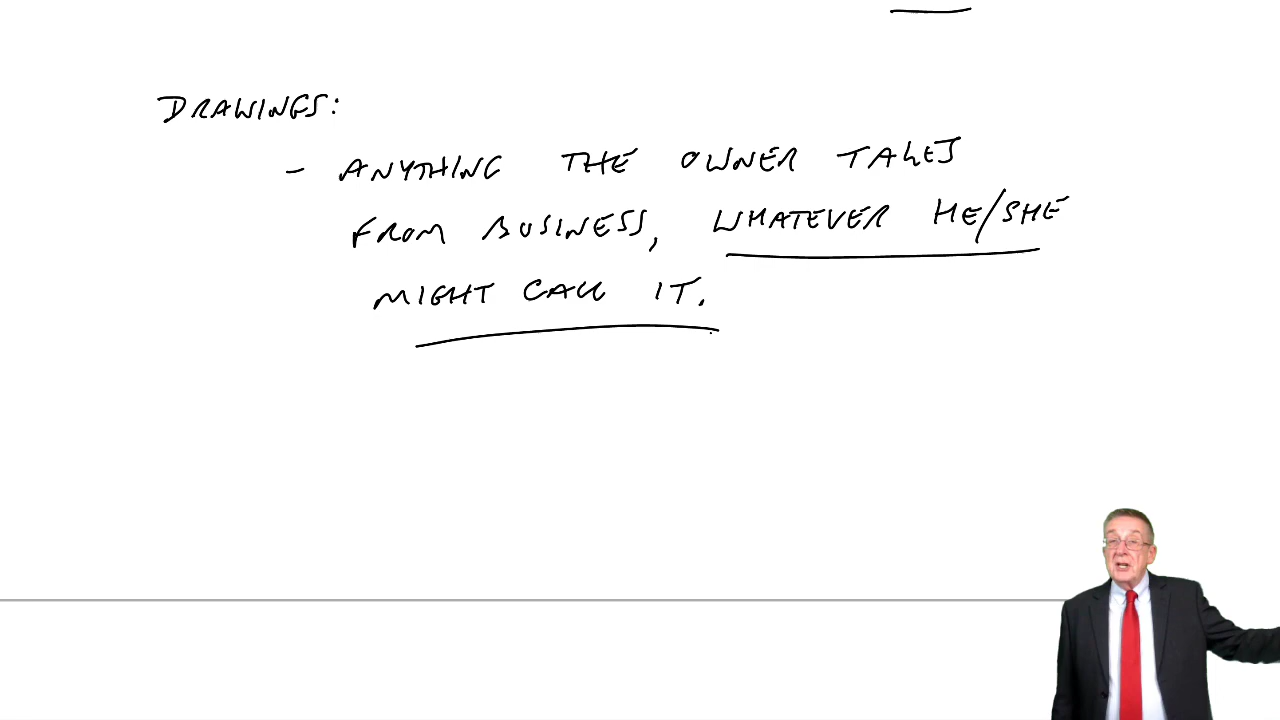 DRAWINGS:
- ANYTHING THE OWNER TAKES
FROM BUSINESS, WHATEVER HE/SHE
MIGHT CALL IT.